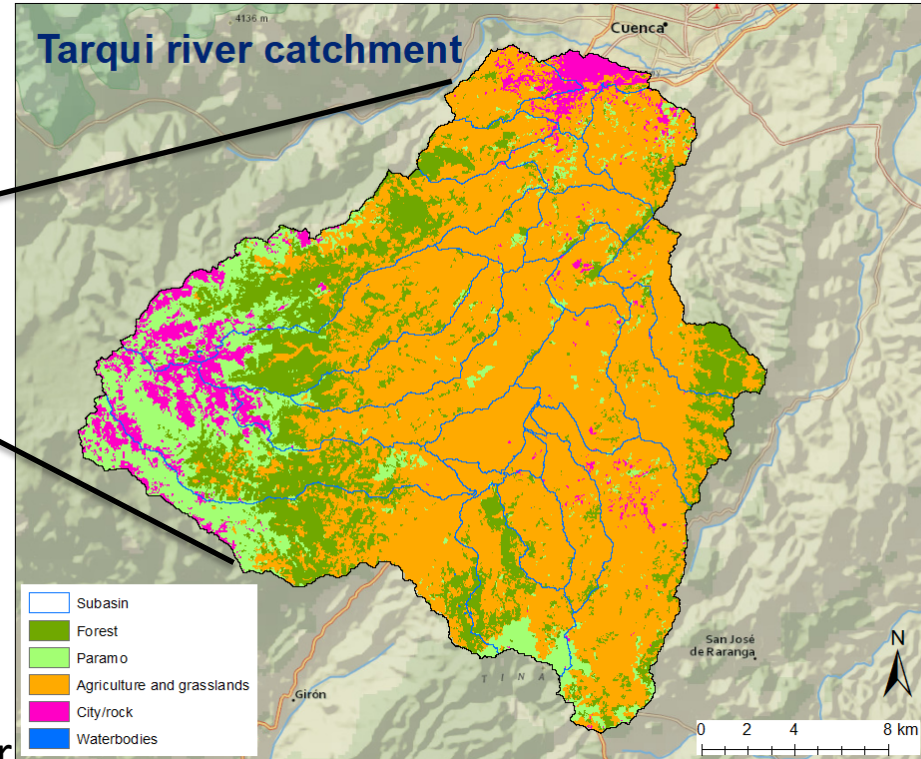 4136 m
Cuenca
Tarqui river catchment
Subasin
Forest
Paramo
Agriculture and grasslands
City/rock
Waterbodies
Girón
T I N A
San José
de Raranga
N
0 2 4 8 km
r